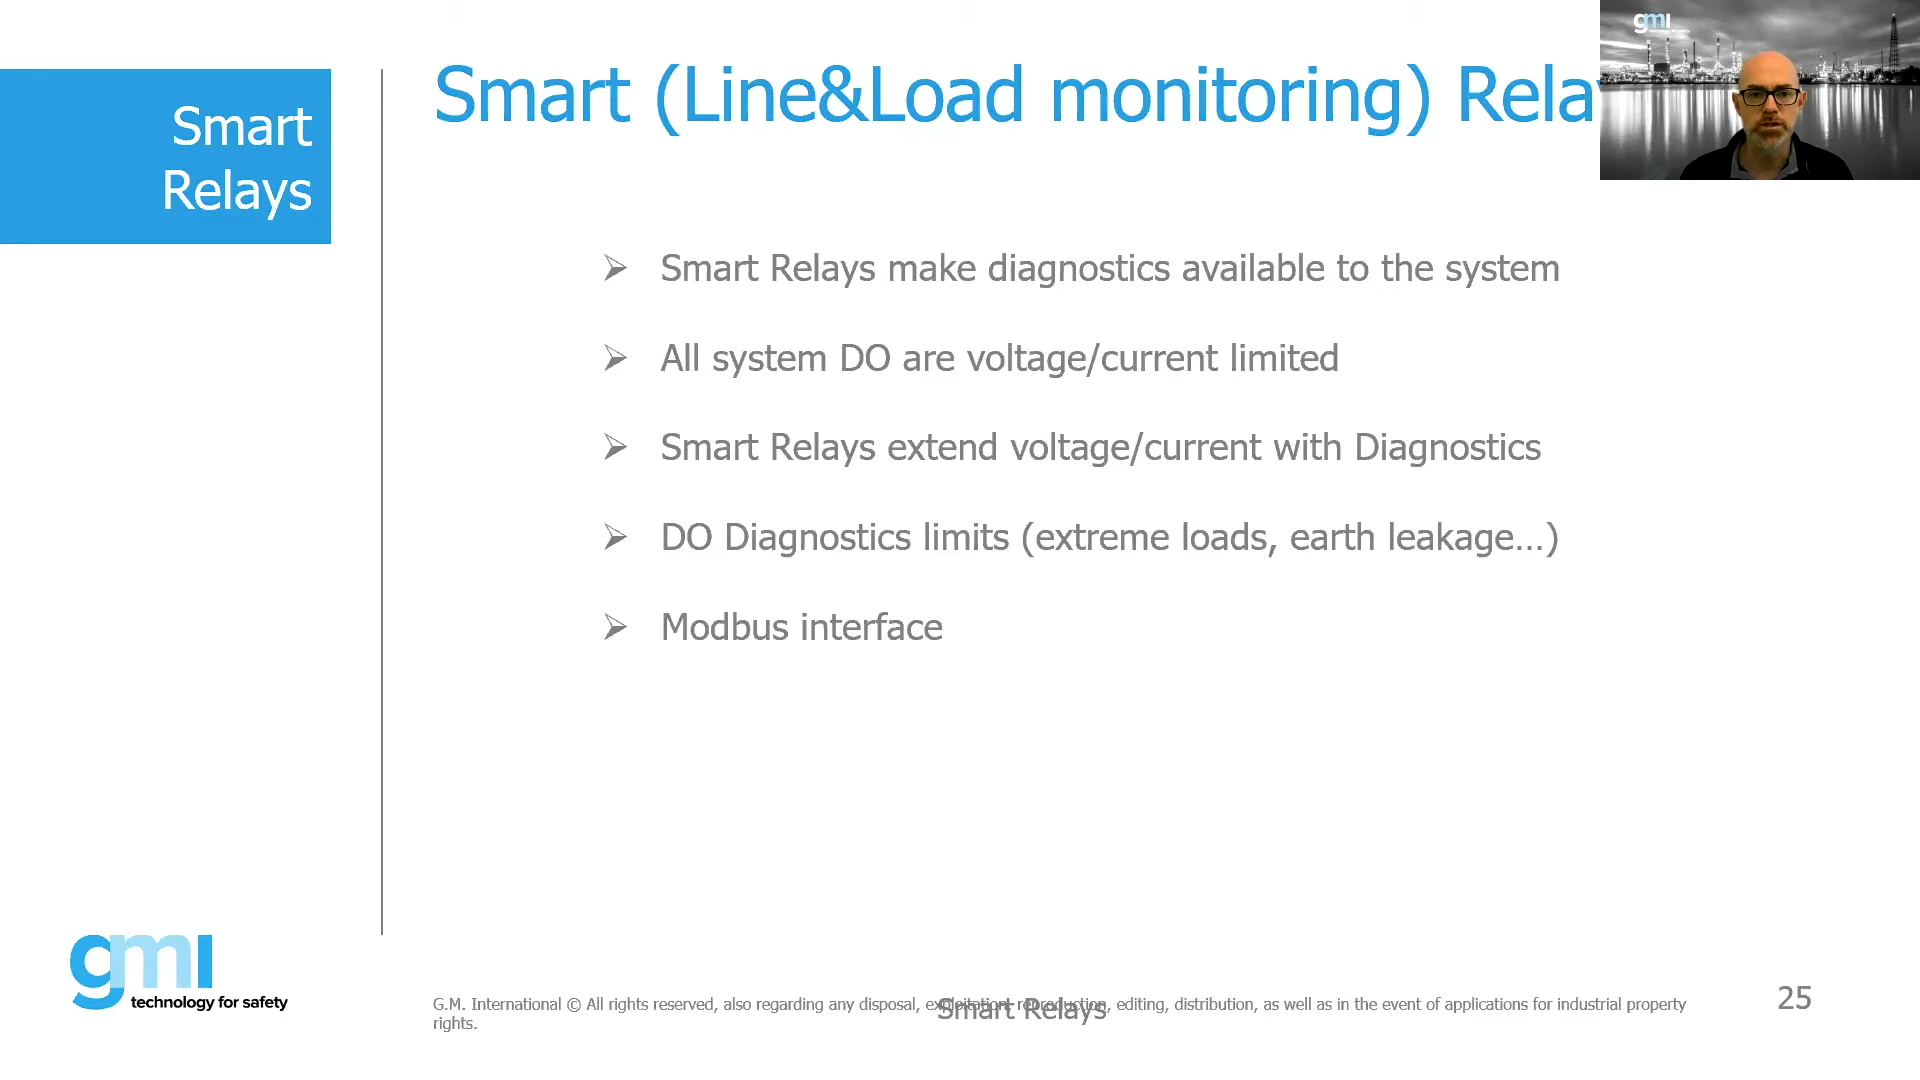 Smart
Relays
Smart (Line&Load monitoring) Rela
Smart Relays make diagnostics available to the system
All system DO are voltage/current limited
Smart Relays extend voltage/current with Diagnostics
DO Diagnostics limits (extreme loads, earth leakage…)
Modbus interface
gmi
technology for safety
G.M. International © All rights reserved, also regarding any disposal, exploitation, reproduction, editing, distribution, as well as in the event of applications for industrial property
rights.
Smart Relays
25
gmi